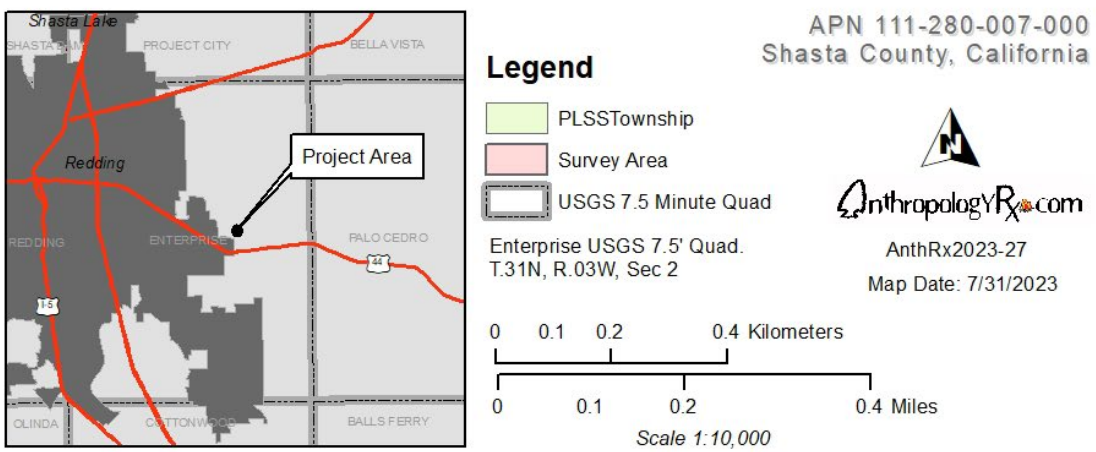 Shasta Lake
SHASTA DAM
PROJECT CITY
BELLA VISTA
Redding
Project Area
REDDING
ENTERPRISE
PALO CEDRO
44
I-5
OLINDA
COTTONWOOD
BALLS FERRY
Legend
PLSSTownship
Survey Area
USGS 7.5 Minute Quad
Enterprise USGS 7.5' Quad.
T.31N, R.03W, Sec 2
0 0.1 0.2 0.4 Kilometers
0 0.1 0.2 0.4 Miles
Scale 1:10,000
APN 111-280-007-000
Shasta County, California
N
AnthropologYRx.com
AnthRx2023-27
Map Date: 7/31/2023